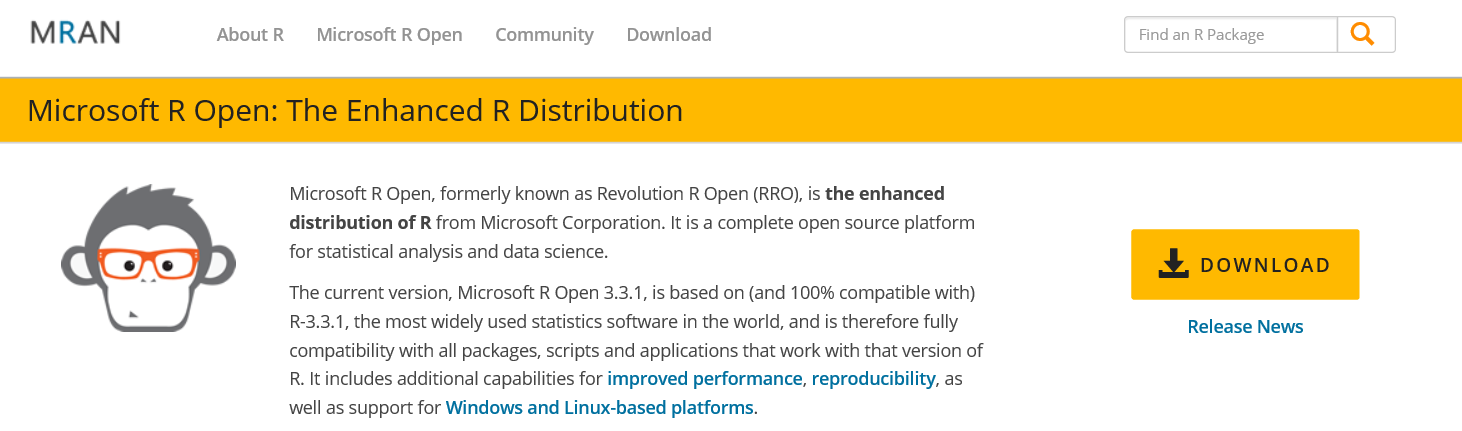 MRAN
About R
Microsoft R Open
Community
Download
Find an R Package
Microsoft R Open: The Enhanced R Distribution
Microsoft R Open, formerly known as Revolution R Open (RRO), is the enhanced
distribution of R from Microsoft Corporation. It is a complete open source platform
for statistical analysis and data science.
The current version, Microsoft R Open 3.3.1, is based on (and 100% compatible with)
R-3.3.1, the most widely used statistics software in the world, and is therefore fully
compatibility with all packages, scripts and applications that work with that version of
R. It includes additional capabilities for improved performance, reproducibility, as
well as support for Windows and Linux-based platforms.
DOWNLOAD
Release News